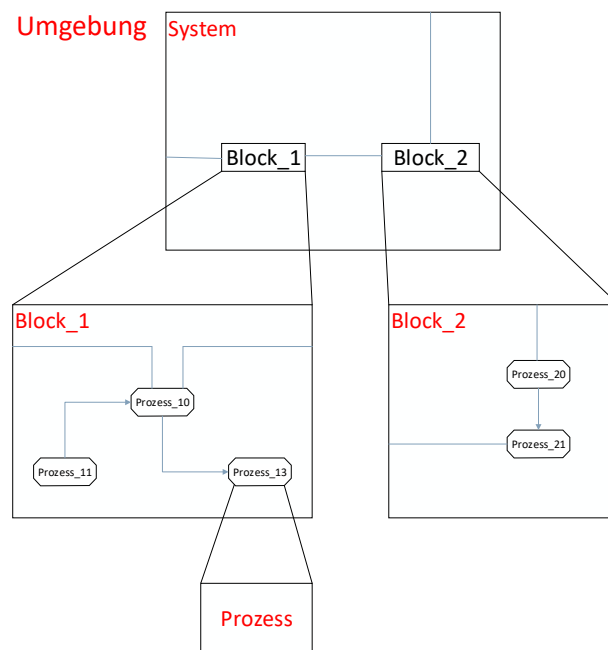 Umgebung
System
Block_1
Block_2
Block_1
Block_2
Prozess_20
Prozess_10
Prozess_21
Prozess_11
Prozess_13
Prozess